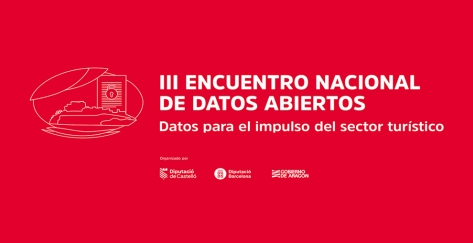 III ENCUENTRO NACIONAL
DE DATOS ABIERTOS
Datos para el impulso del sector turístico
Organizado por
Diputació
de Castelló
Diputació
Barcelona
GOBIERNO
DE ARAGON